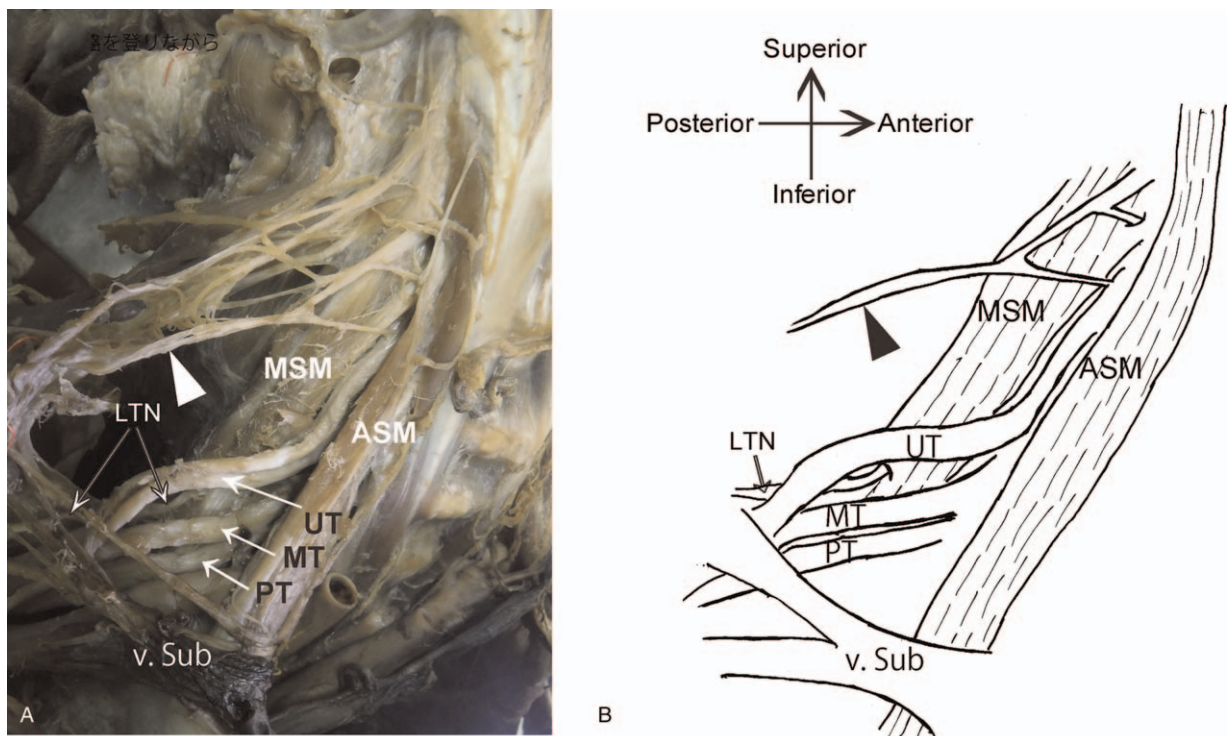 を登りながら
MSM
LTN
ASM
UT
MT
PT
v. Sub
A
Superior
Posterior
Anterior
Inferior
MSM
ASM
LTN
UT
MT
PT
v. Sub
B